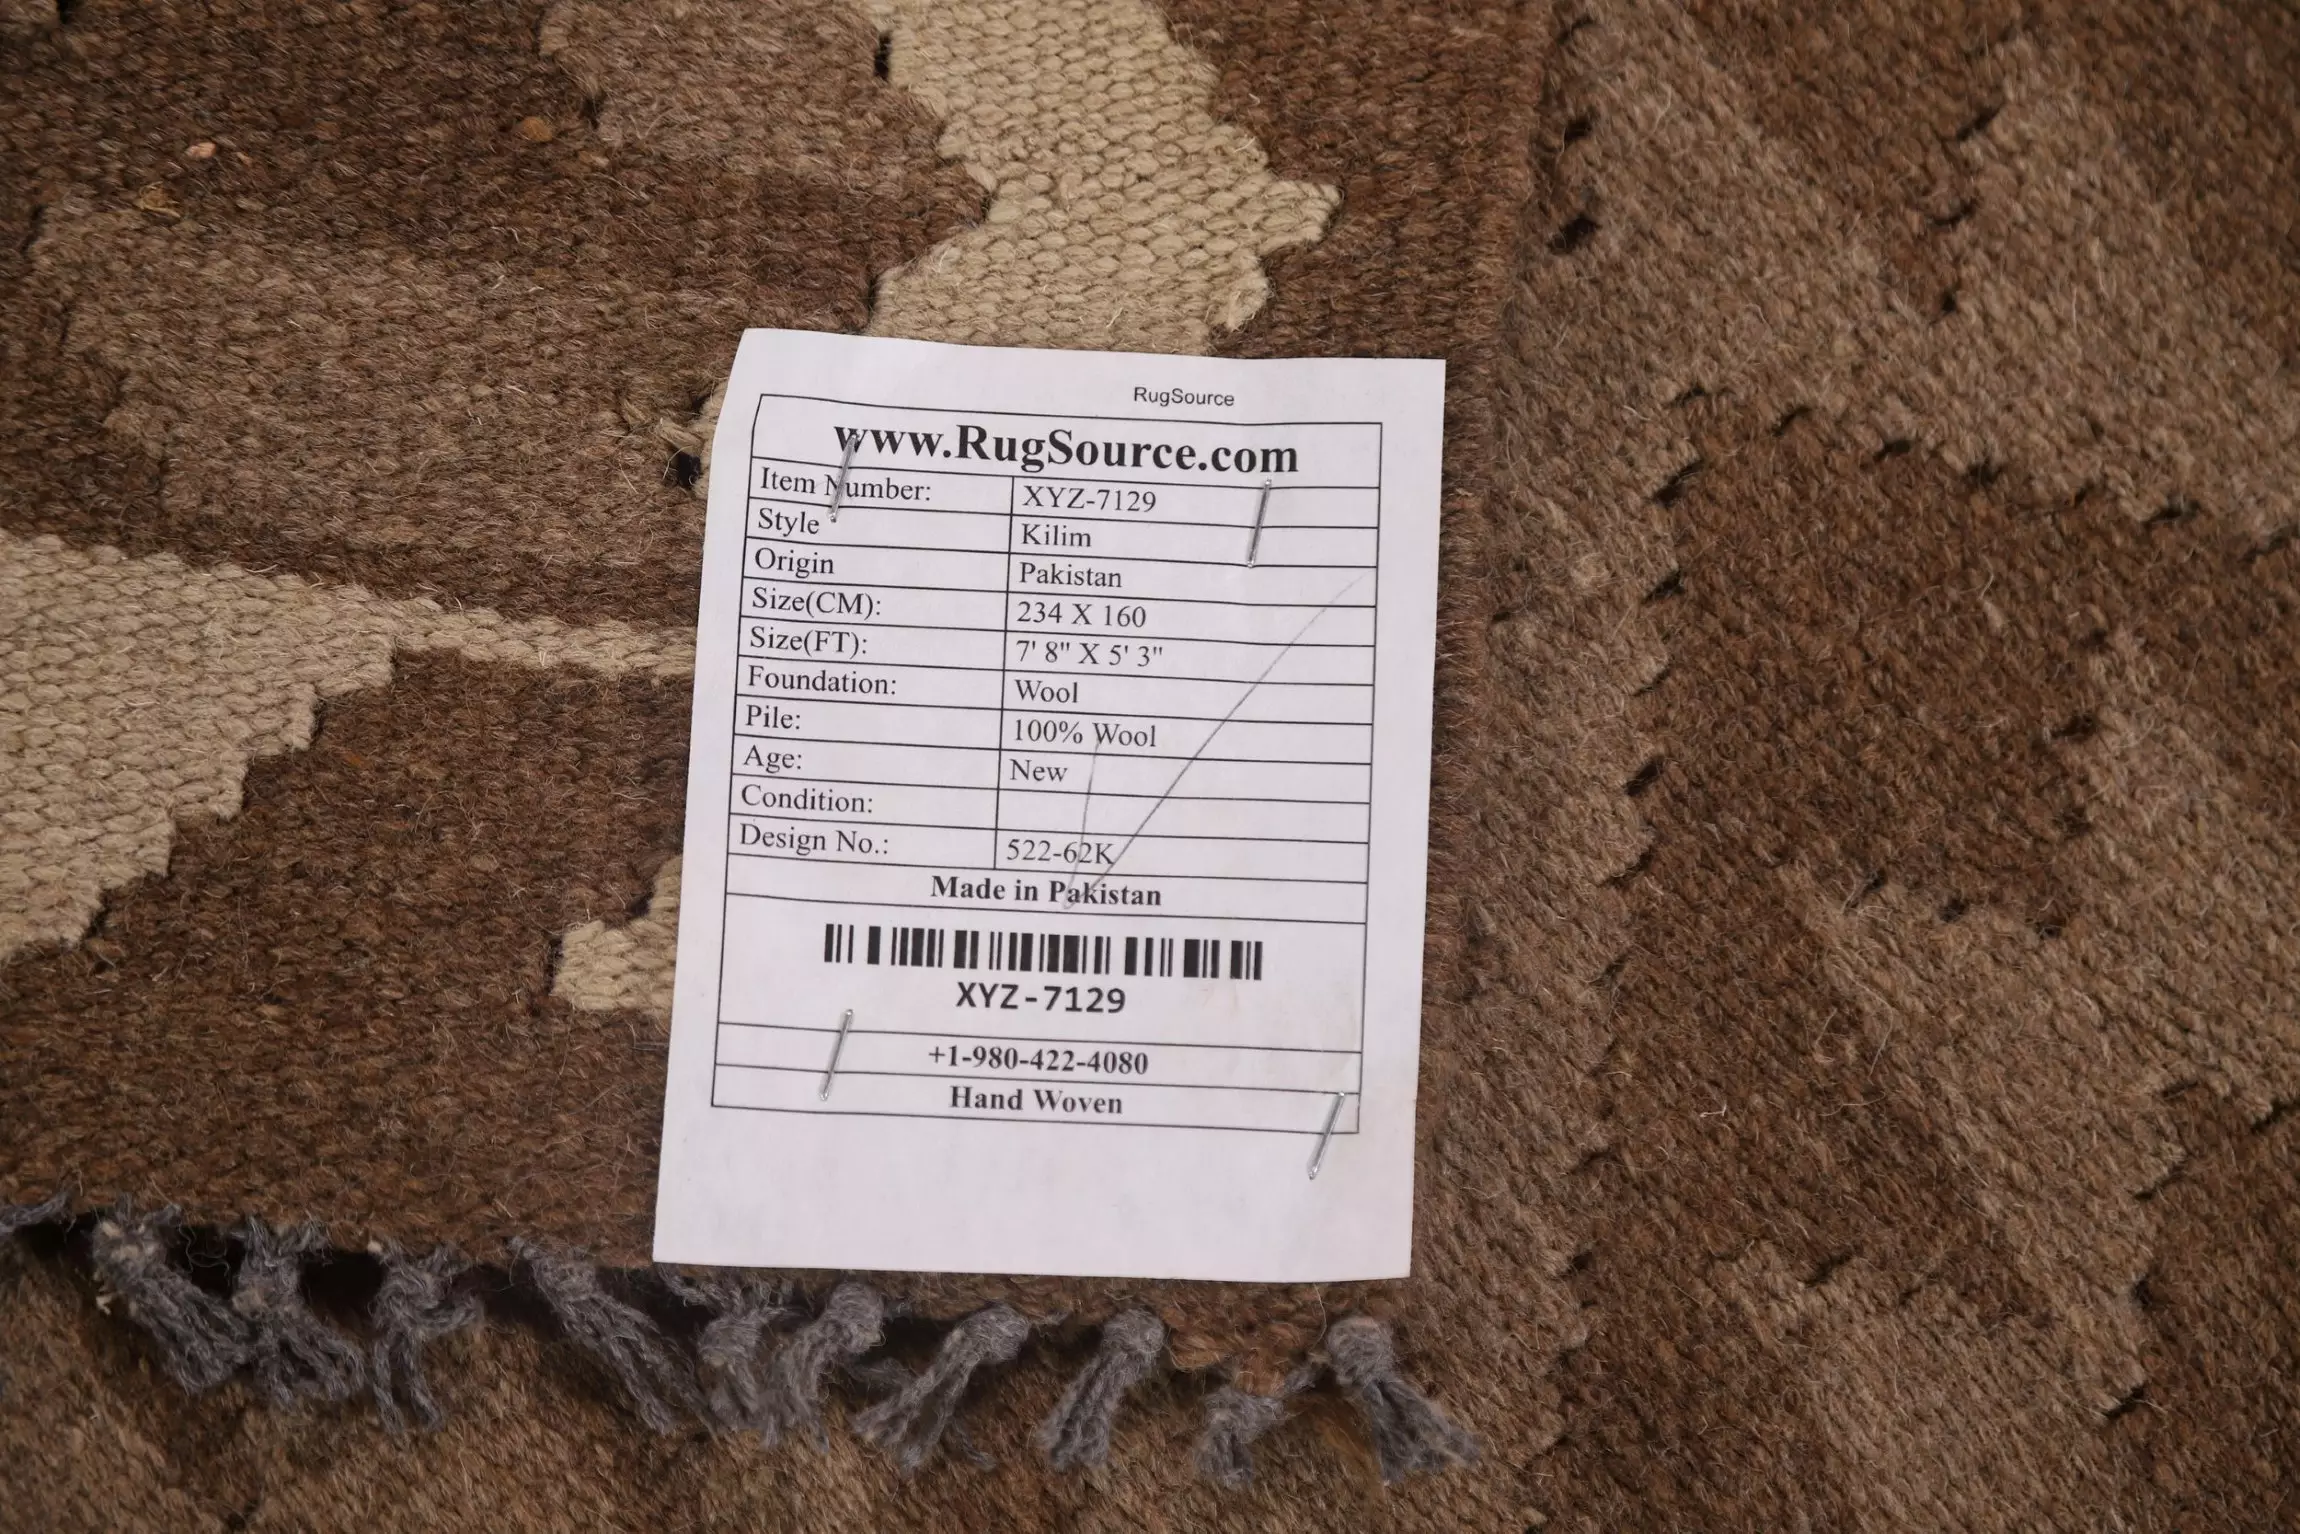 RugSource
www.RugSource.com
Item Number: XYZ-7129
Style Kilim
Origin Pakistan
Size(CM): 234 X 160
Size(FT): 7' 8" X 5' 3"
Foundation: Wool
Pile: 100% Wool
Age: New
Condition:
Design No.: 522-62K
Made in Pakistan
XYZ-7129
+1-980-422-4080
Hand Woven